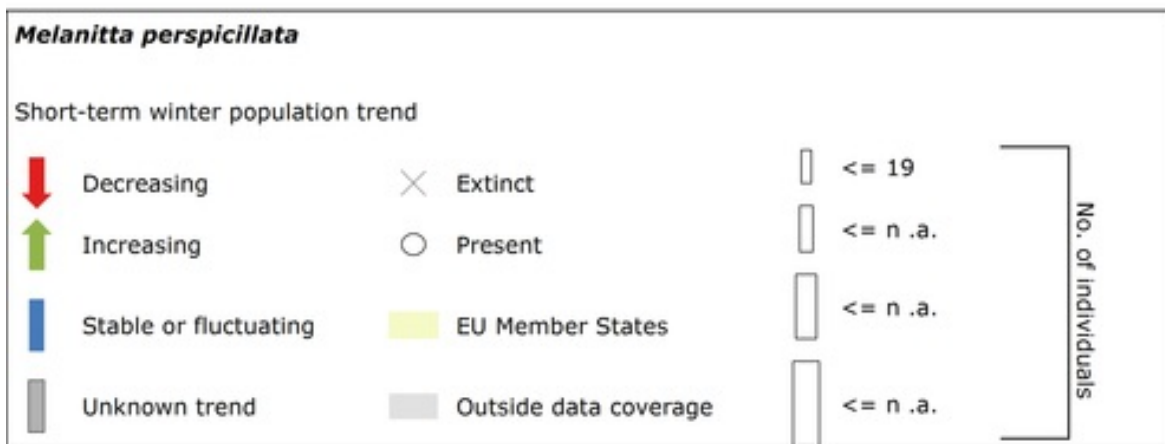 Melanitta perspicillata
Short-term winter population trend
Decreasing
Extinct
<= 19
Increasing
Present
<= n .a.
Stable or fluctuating
EU Member States
<= n .a.
Unknown trend
Outside data coverage
<= n .a.
No. of individuals